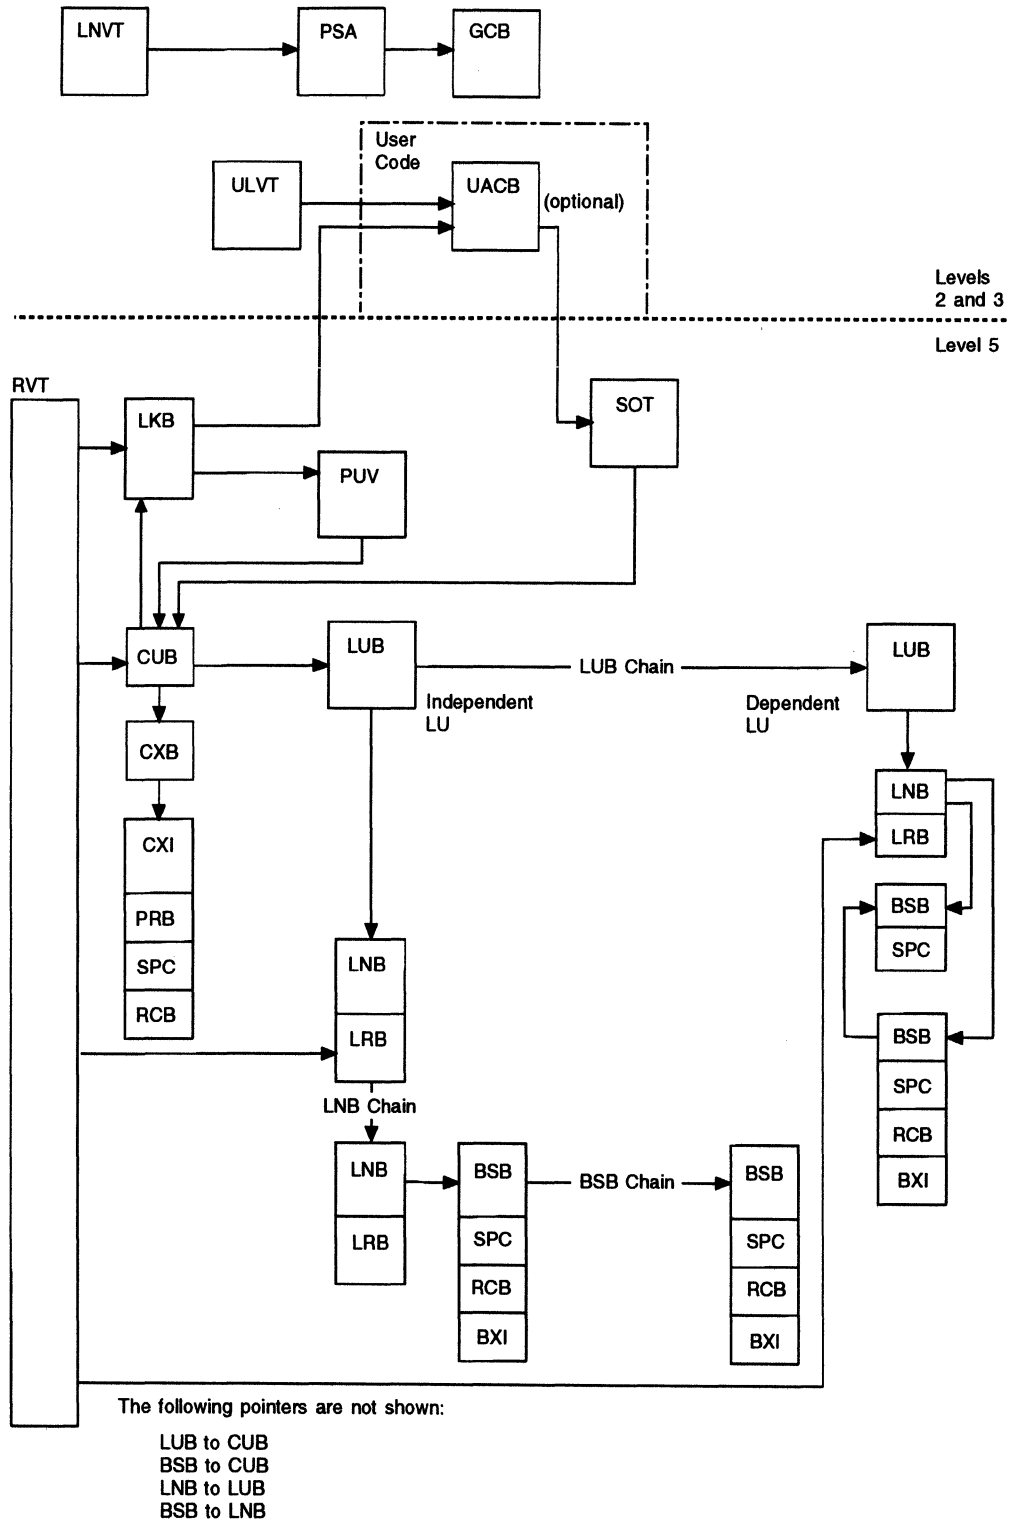 LNVT
PSA
GCB
User
Code
ULVT
UACB
(optional)
Levels
2 and 3
Level 5
RVT
LKB
SOT
PUV
CUB
LUB
LUB Chain
LUB
Independent
LU
Dependent
LU
CXB
LNB
LRB
CXI
PRB
SPC
RCB
BSB
SPC
LNB
LRB
BSB
SPC
RCB
BXI
LNB Chain
LNB
LRB
BSB
BSB Chain
BSB
SPC
RCB
BXI
SPC
RCB
BXI
The following pointers are not shown:
LUB to CUB
BSB to CUB
LNB to LUB
BSB to LNB